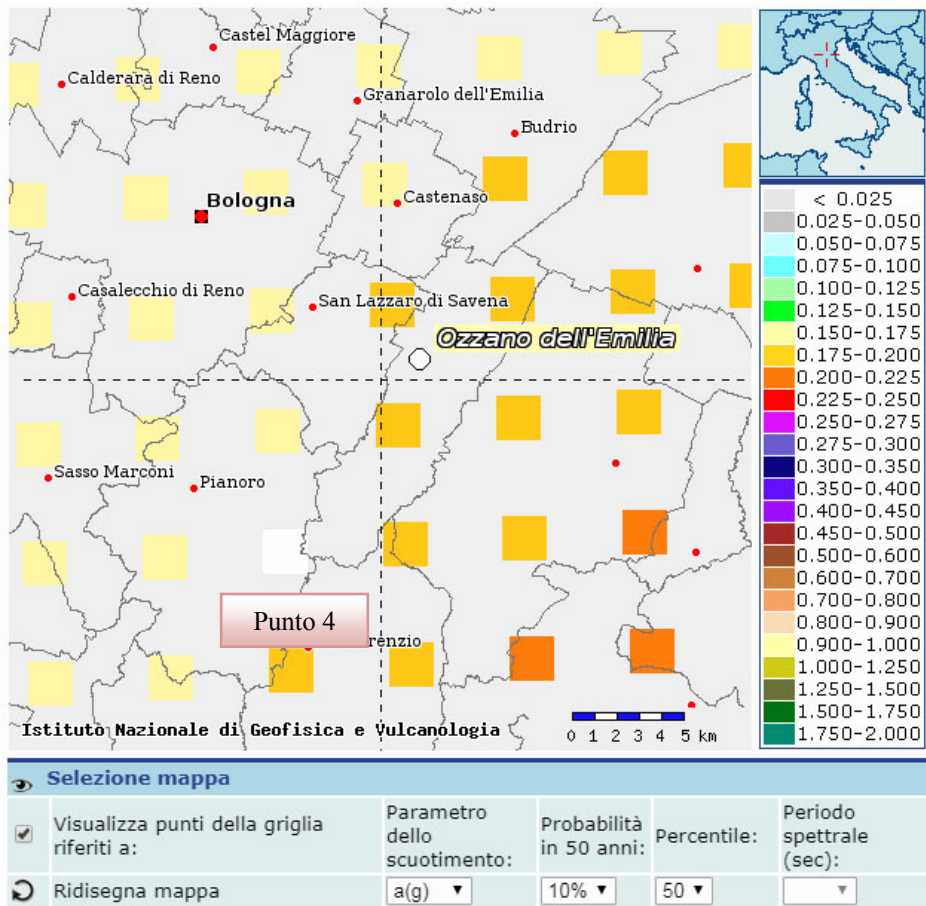 Castel Maggiore
Calderara di Reno
Granarolo dell'Emilia
Budrio
Bologna
Castenaso
Casalecchio di Reno
San Lazzaro di Savena
Ozzano dell'Emilia
Sasso Marconi
Pianoro
Punto 4
renzio
Istituto Nazionale di Geofisica e Vulcanologia
0 1 2 3 4 5 km
< 0.025
0.025-0.050
0.050-0.075
0.075-0.100
0.100-0.125
0.125-0.150
0.150-0.175
0.175-0.200
0.200-0.225
0.225-0.250
0.250-0.275
0.275-0.300
0.300-0.350
0.350-0.400
0.400-0.450
0.450-0.500
0.500-0.600
0.600-0.700
0.700-0.800
0.800-0.900
0.900-1.000
1.000-1.250
1.250-1.500
1.500-1.750
1.750-2.000
Selezione mappa
Visualizza punti della griglia
riferiti a:
Parametro
dello
scuotimento:
Probabilità
in 50 anni:
Percentile:
Periodo
spettrale
(sec):
Ridisegna mappa
a(g)
10%
50